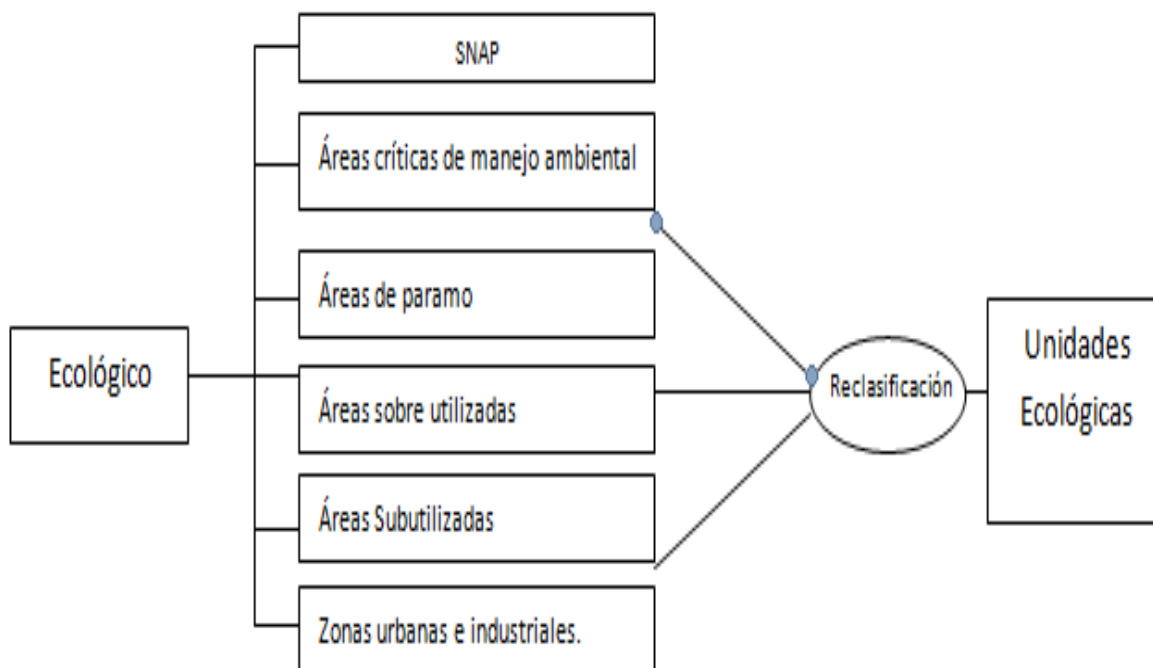 SNAP
Áreas críticas de manejo ambiental
Áreas de paramo
Ecológico
Áreas sobre utilizadas
Áreas Subutilizadas
Zonas urbanas e industriales.
Reclasificación
Unidades
Ecológicas